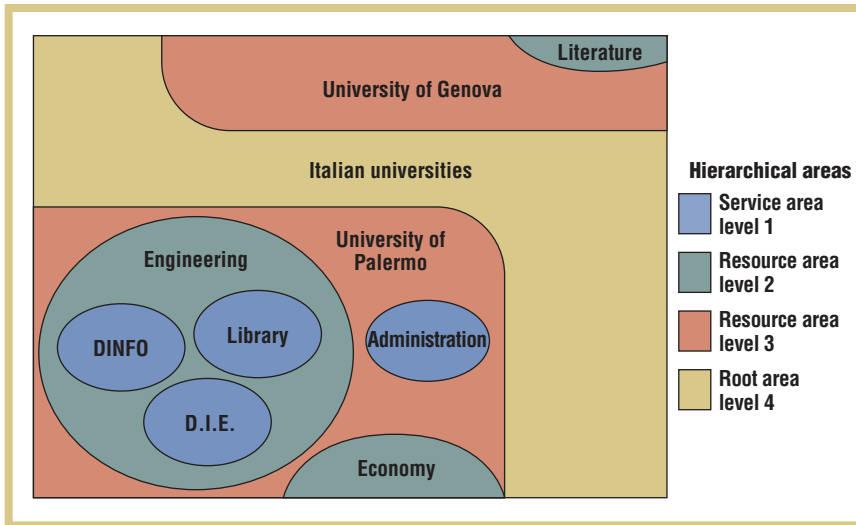 Literature
University of Genova
Italian universities
University of
Palermo
Engineering
DINFO
Library
Administration
D.I.E.
Economy
Hierarchical areas
Service area
level 1
Resource area
level 2
Resource area
level 3
Root area
level 4